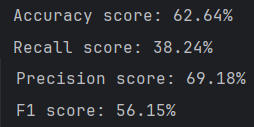 Accuracy score: 62.64%
Recall score: 38.24%
Precision score: 69.18%
F1 score: 56.15%